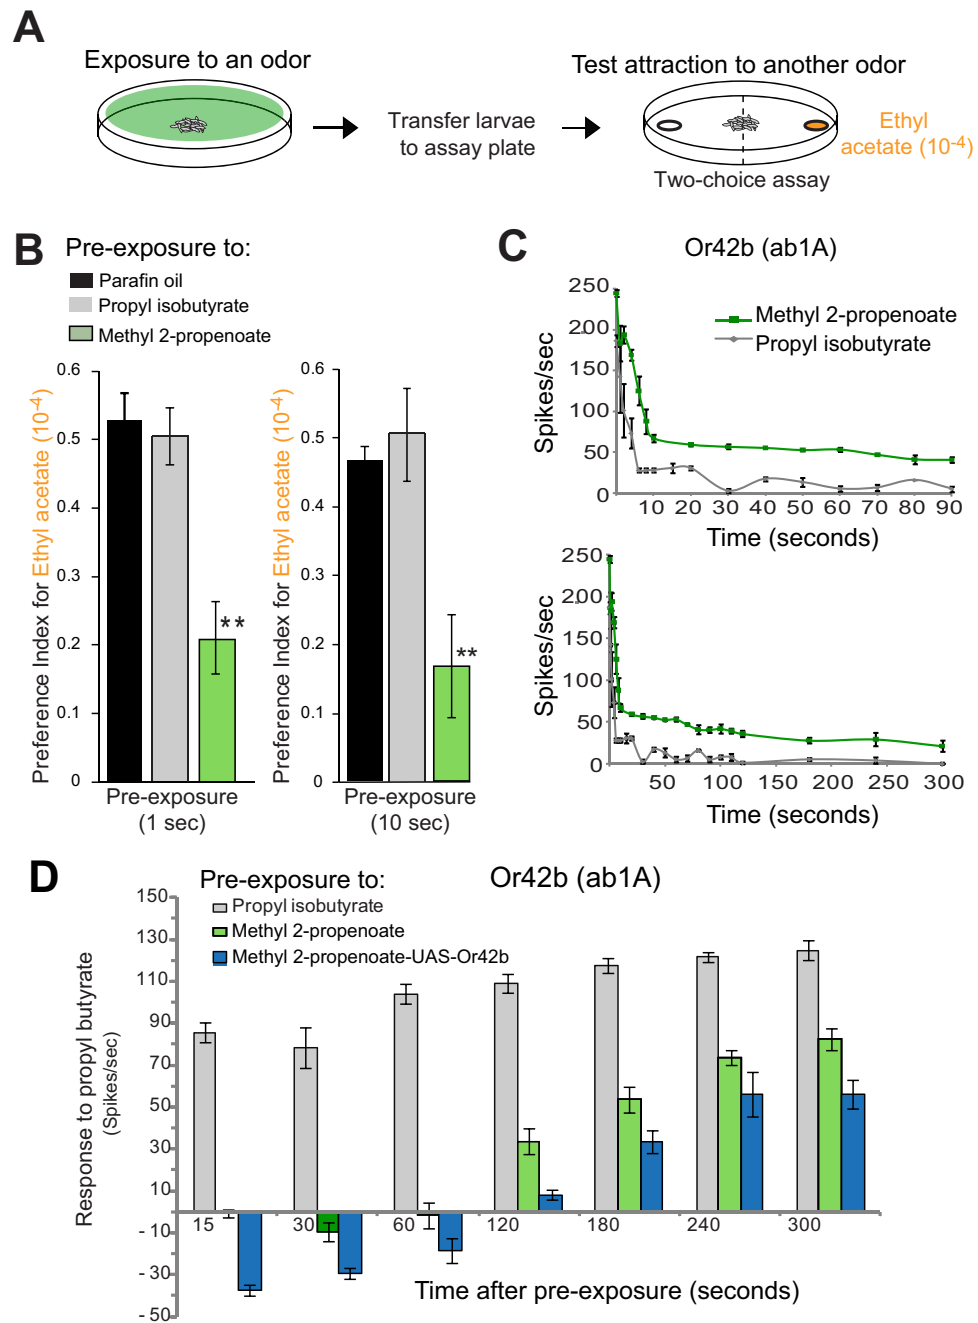 A
Exposure to an odor
Transfer larvae
to assay plate
Test attraction to another odor
Ethyl
acetate (10-4)
Two-choice assay
B
Pre-exposure to:
Parafin oil
Propyl isobutyrate
Methyl 2-propenoate
Preference Index for Ethyl acetate (10-4)
0.6
0.5
0.4
0.3
0.2
0.1
0
**
Pre-exposure
(1 sec)
Preference Index for Ethyl acetate (10-4)
0.6
0.5
0.4
0.3
0.2
0.1
0
**
Pre-exposure
(10 sec)
C
Or42b (ab1A)
Methyl 2-propenoate
Propyl isobutyrate
Spikes/sec
250
200
150
100
50
0
10 20 30 40 50 60 70 80 90
Time (seconds)
Spikes/sec
250
200
150
100
50
0
50 100 150 200 250 300
Time (seconds)
D
Pre-exposure to:
Or42b (ab1A)
Propyl isobutyrate
Methyl 2-propenoate
Methyl 2-propenoate-UAS-Or42b
Response to propyl butyrate
(Spikes/sec)
150
130
110
90
70
50
30
10
-10
-30
-50
15 30 60 120 180 240 300
Time after pre-exposure (seconds)